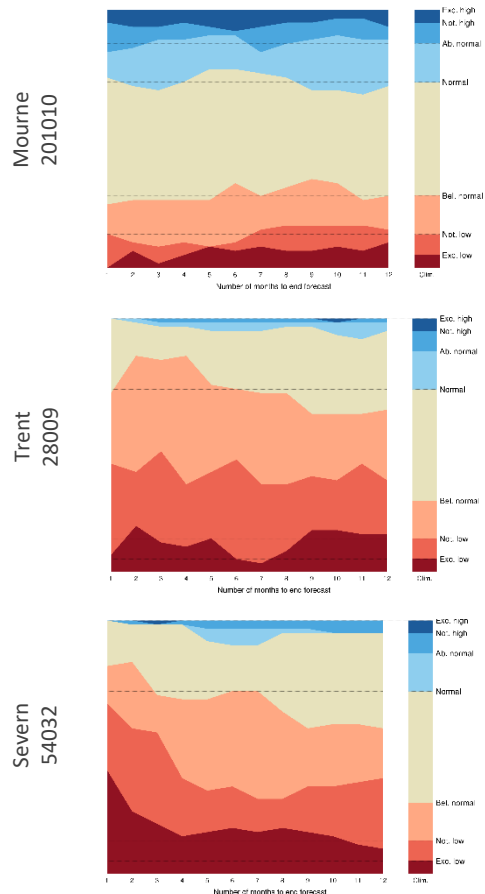 Mourne
201010
Exc. high
Not. high
Ab. normal
Normal
Bel. normal
Not. low
Exc. low
1 2 3 4 5 6 7 8 9 10 11 12
Clim.
Number of months to end forecast
Trent
28009
Exc. high
Not. high
Ab. normal
Normal
Bel. normal
Not. low
Exc. low
1 2 3 4 5 6 7 8 9 10 11 12
Clim.
Number of months to end forecast
Severn
54032
Exc. high
Not. high
Ab. normal
Normal
Bel. normal
Not. low
Exc. low
1 2 3 4 5 6 7 8 9 10 11 12
Clim.
Number of months to end forecast